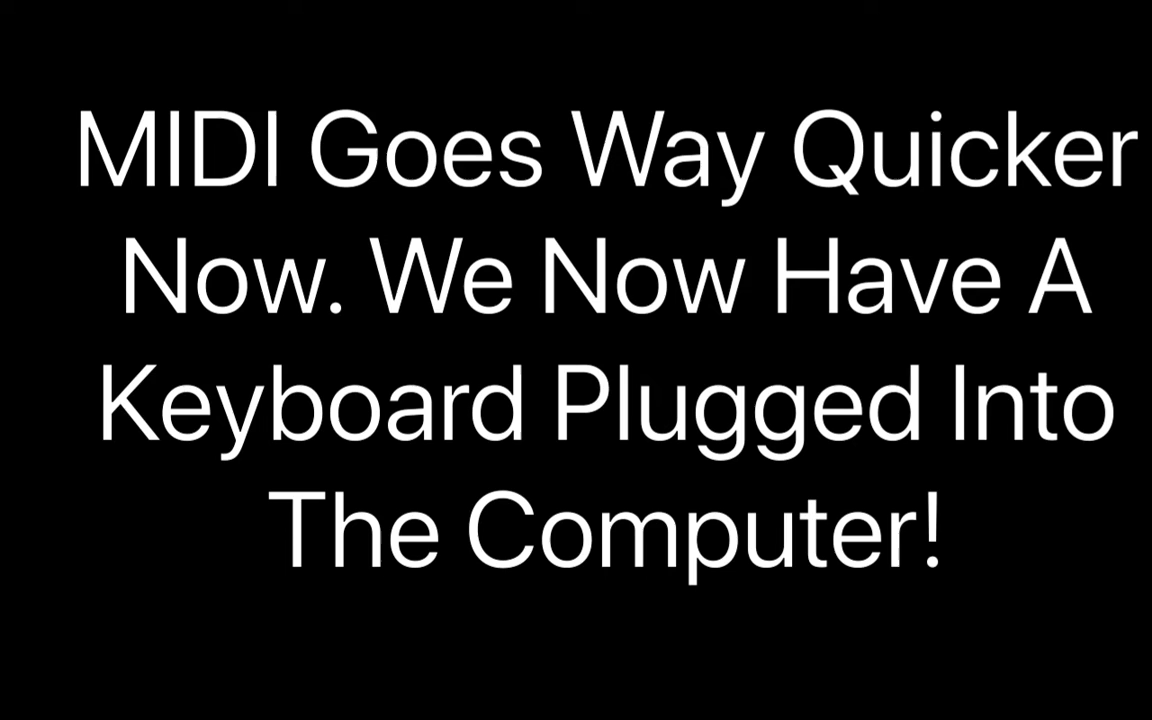 MIDI Goes Way Quicker
Now. We Now Have A
Keyboard Plugged Into
The Computer!